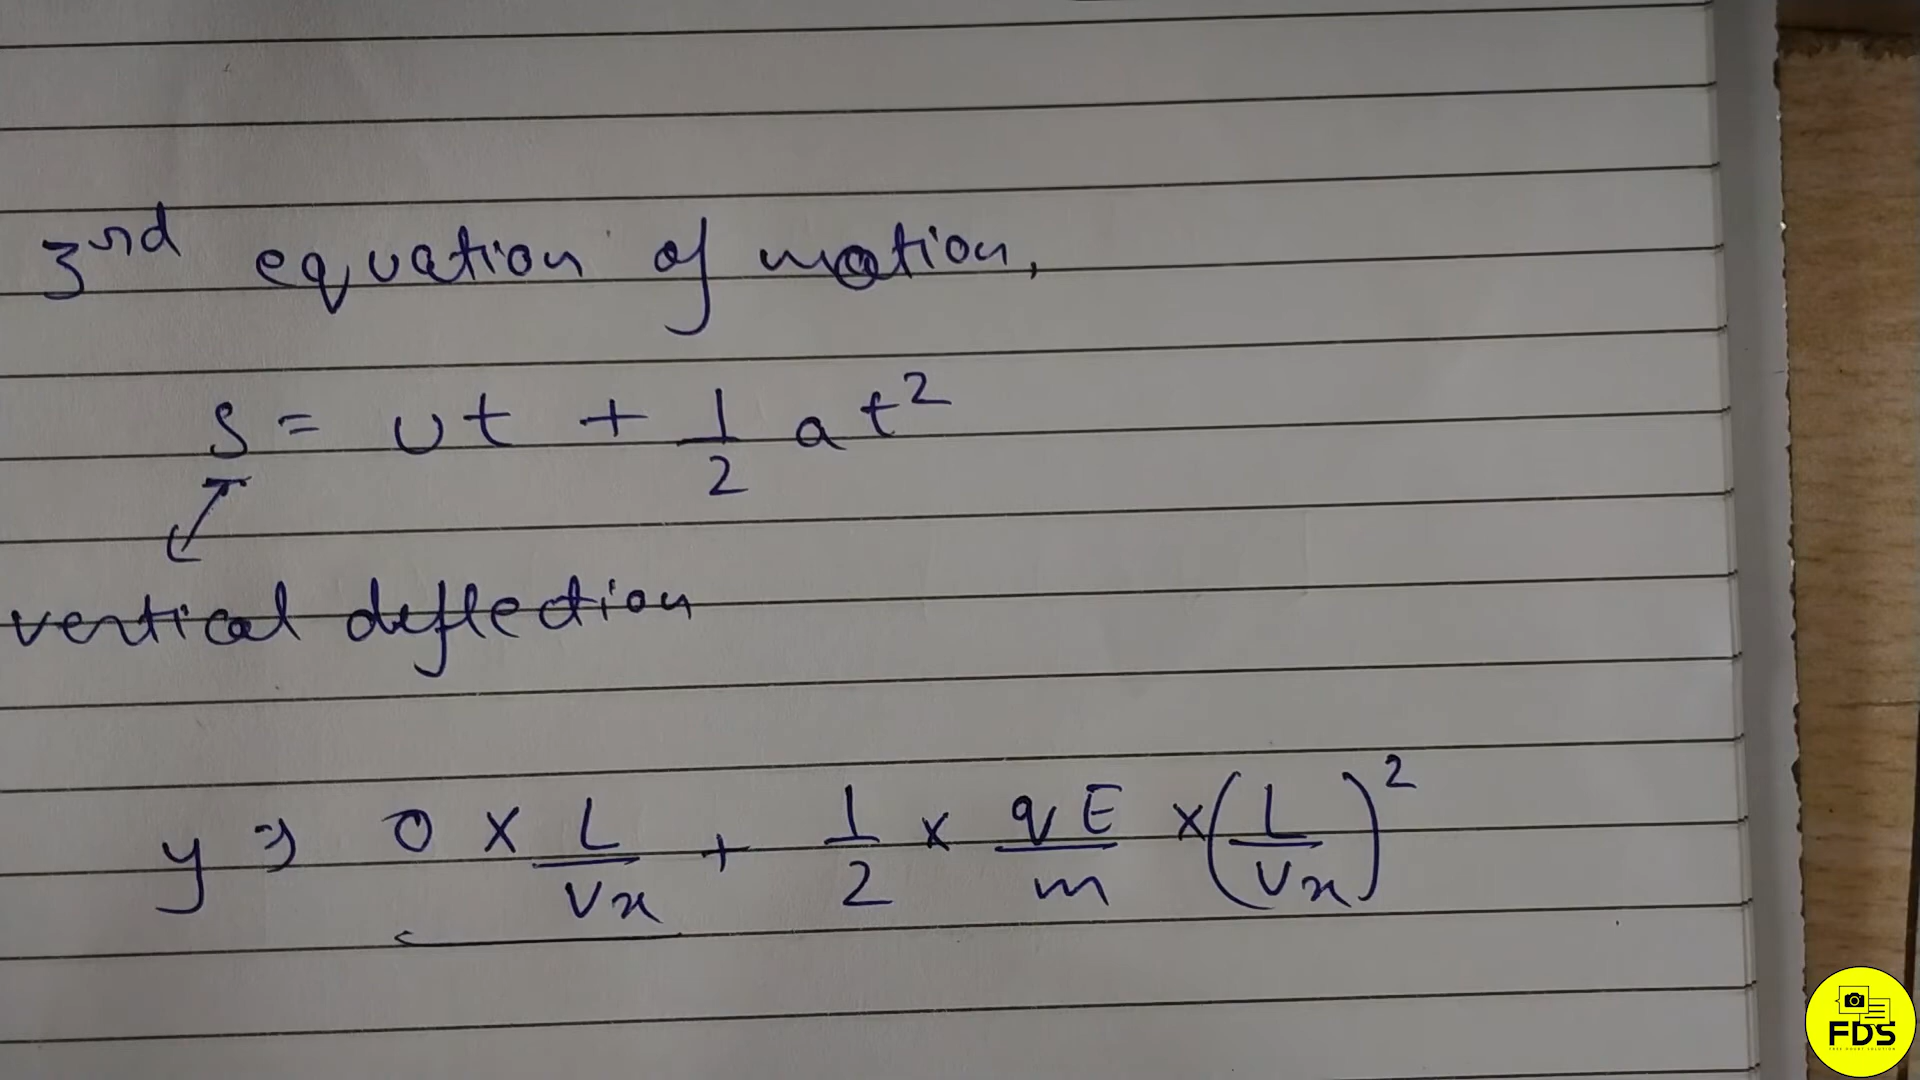 3rd equation of motion,
S = ut + 1/2 at²
vertical deflection
y ⇒ 0 × L/Vx + 1/2 × qE/m × (L/Vx)²
FDS